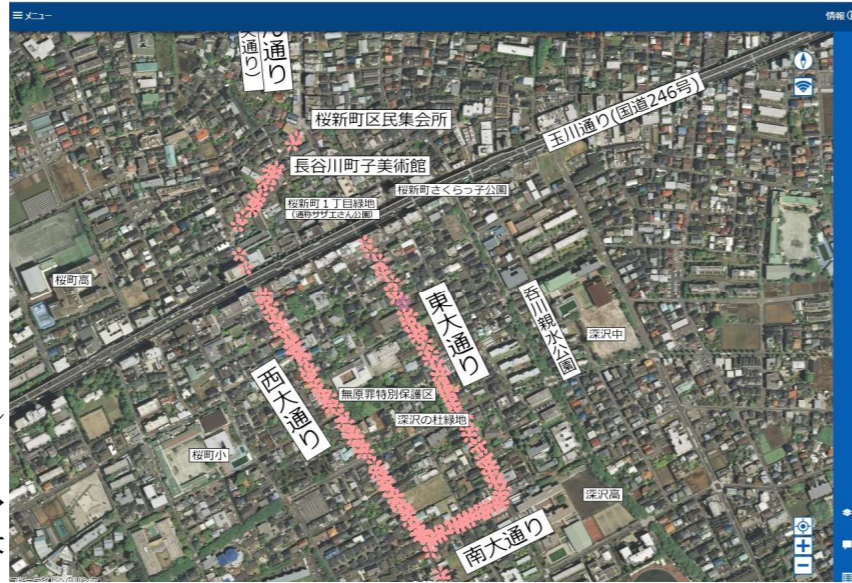 メニュー
情報
ん通り
通り)
桜新町区民集会所
玉川通り(国道246号)
長谷川町子美術館
桜新町さくらっ子公園
桜新町1丁目緑地
(通称サザエさん公園)
桜町高
東大通り
呑川親水公園
深沢中
西大通り
無原罪特別保護区
深沢の杜緑地
桜町小
深沢高
南大通り